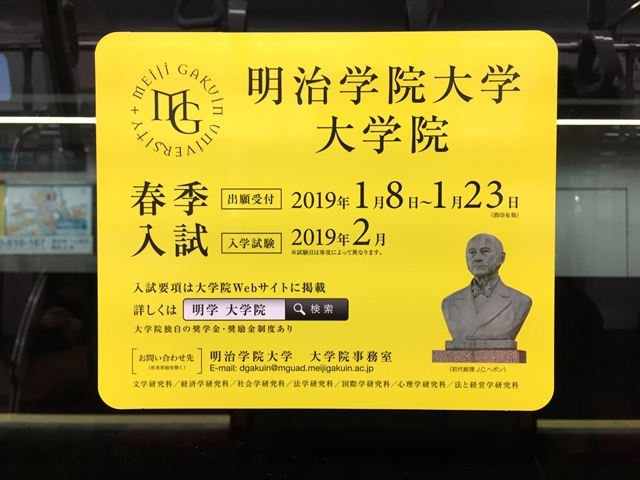 MEIJI GAKUIN UNIVERSITY
MG
明治学院大学
大学院
春季
入試
出願受付 2019年1月8日~1月23日
(消印有効)
入学試験 2019年2月
※試験日は専攻によって異なります。
入試要項は大学院Webサイトに掲載
詳しくは 明学 大学院 検索
大学院独自の奨学金・奨励金制度あり
お問い合わせ先
(年末年始を除く)
明治学院大学 大学院事務室
E-mail: dgakuin@mguad.meijigakuin.ac.jp
(初代総理 J.C.ヘボン)
文学研究科/経済学研究科/社会学研究科/法学研究科/国際学研究科/心理学研究科/法と経営学研究科